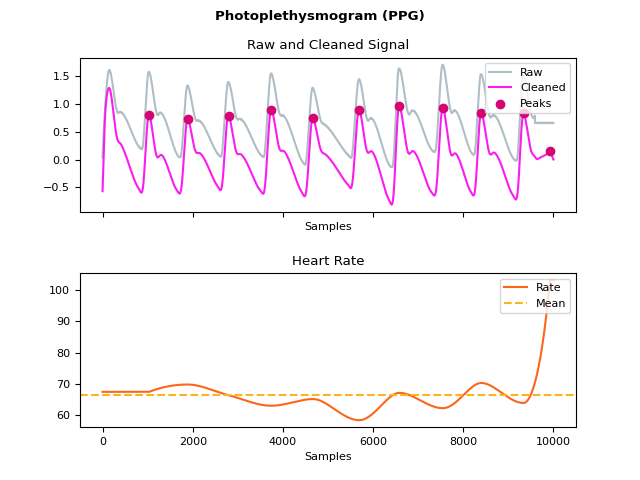 Photoplethysmogram (PPG)
Raw and Cleaned Signal
1.5
1.0
0.5
0.0
−0.5
Raw
Cleaned
Peaks
Samples
Heart Rate
100
90
80
70
60
Rate
Mean
0
2000
4000
6000
8000
10000
Samples